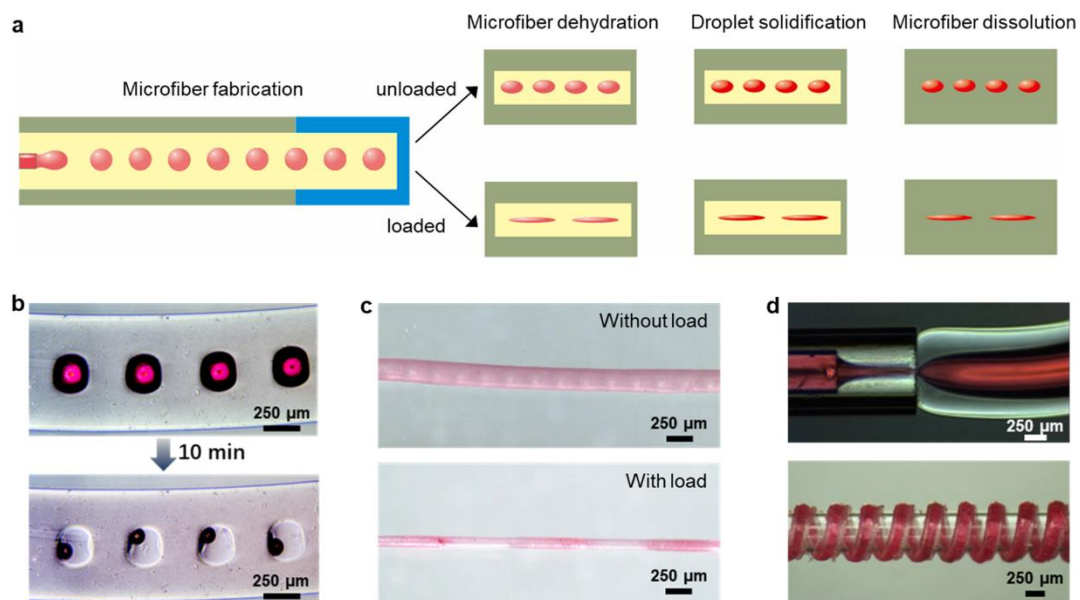 a
Microfiber dehydration
Droplet solidification
Microfiber dissolution
Microfiber fabrication
unloaded
loaded
b
250 µm
10 min
250 µm
c
Without load
250 µm
With load
250 µm
d
250 µm
250 µm